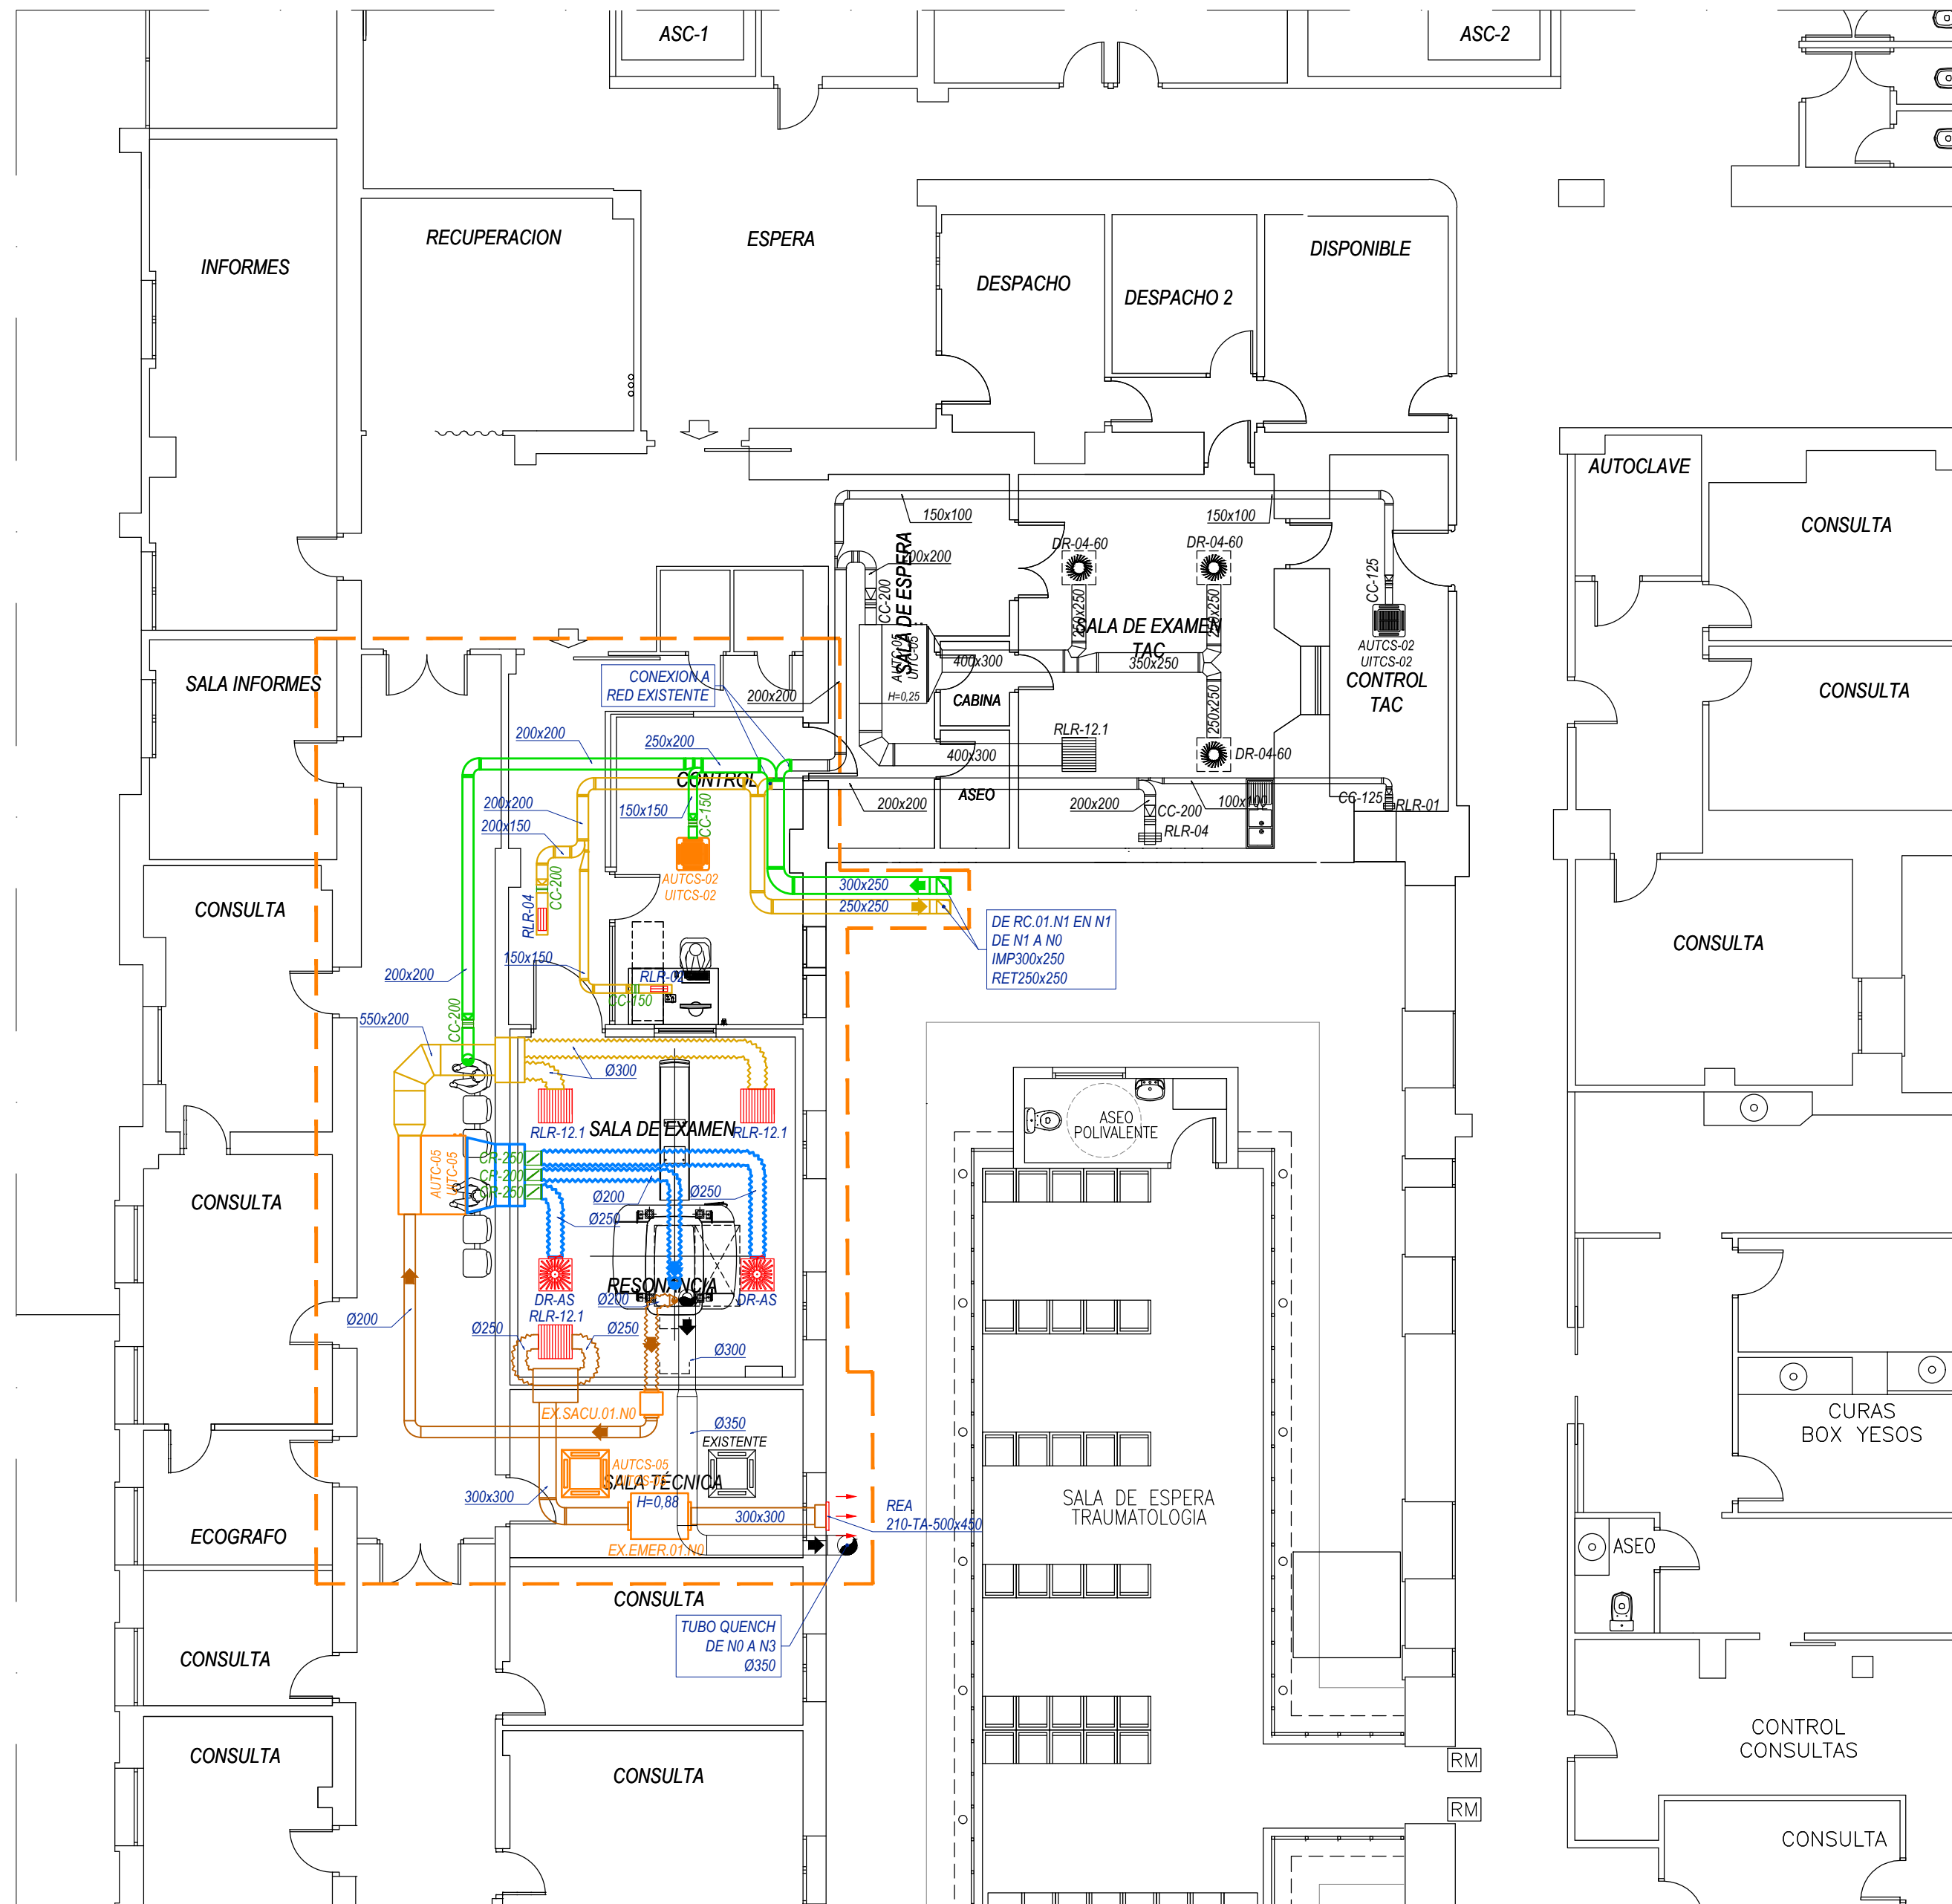 ASC-1
ASC-2
RECUPERACION
ESPERA
INFORMES
DISPONIBLE
DESPACHO
DESPACHO 2
AUTOCLAVE
CONSULTA
150x100
150x100
DR-04-60
DR-04-60
SALA DE ESPERA
CC-200
CC-125
250x250
250x250
SALA DE EXAMEN
TAC
AUTCS-02
UITCS-02
CONTROL
TAC
400x300
350x250
AUTC-05
UITC-05
H=0,25
CABINA
CONEXION A
RED EXISTENTE
200x200
SALA INFORMES
CONSULTA
250x250
RLR-12.1
DR-04-60
400x300
200x200
250x200
CONTROL
ASEO
200x200
200x200
100x100
CC-125
RLR-01
CC-200
RLR-04
200x200
200x150
150x150
CC-150
AUTCS-02
UITCS-02
CC-200
RLR-04
300x250
250x250
CONSULTA
CONSULTA
DE RC.01.N1 EN N1
DE N1 A N0
IMP300x250
RET250x250
150x150
RLR-02
CC-150
200x200
CC-200
550x200
Ø300
RLR-12.1
SALA DE EXAMEN
RLR-12.1
ASEO
POLIVALENTE
AUTC-05
UITC-05
CR-250
CR-200
CR-250
Ø200
Ø250
Ø250
CONSULTA
RESONANCIA
DR-AS
Ø200
DR-AS
RLR-12.1
Ø200
Ø250
Ø250
Ø300
EX.SACU.01.N0
Ø350
EXISTENTE
AUTCS-05
SALA TÉCNICA
H=0,88
300x300
300x300
EX.EMER.01.N0
REA
210-TA-500x450
ECOGRAFO
SALA DE ESPERA
TRAUMATOLOGIA
CURAS
BOX YESOS
ASEO
CONSULTA
TUBO QUENCH
DE N0 A N3
Ø350
CONSULTA
CONSULTA
CONSULTA
CONTROL
CONSULTAS
RM
RM
CONSULTA